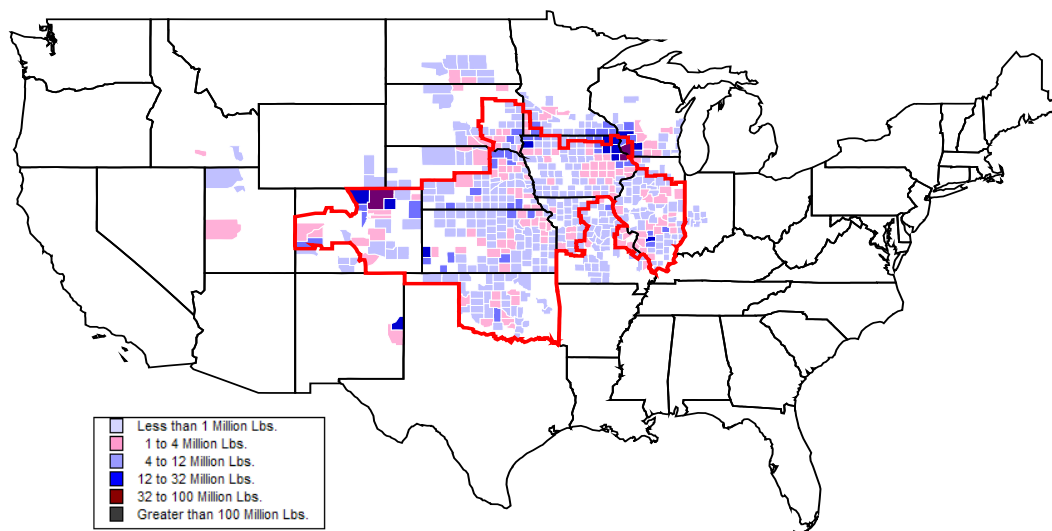 Less than 1 Million Lbs.
1 to 4 Million Lbs.
4 to 12 Million Lbs.
12 to 32 Million Lbs.
32 to 100 Million Lbs.
Greater than 100 Million Lbs.